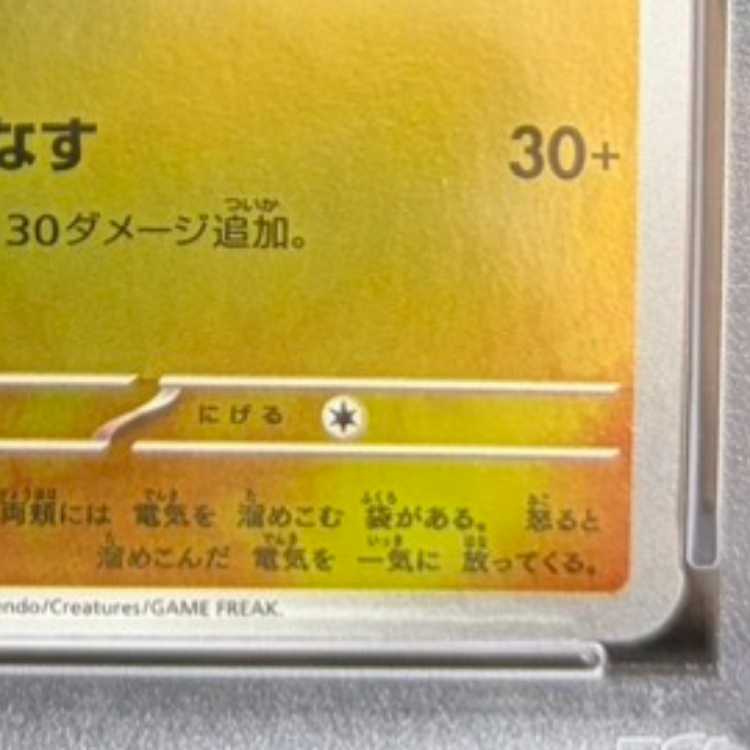 なす 30+
30ダメージ追加。
にげる
両頬には 電気を 溜めこむ 袋がある。 怒ると
溜めこんだ 電気を 一気に 放ってくる。
endo/Creatures/GAME FREAK.